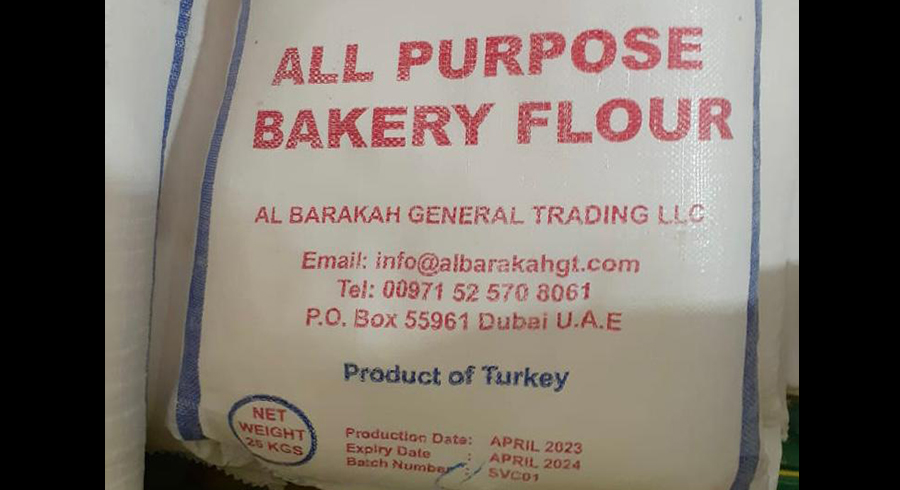 ALL PURPOSE
BAKERY FLOUR
AL BARAKAH GENERAL TRADING LLC
Email: info@albarakahgt.com
Tel: 00971 52 570 8061
P.O. Box 55961 Dubai U.A.E
Product of Turkey
NET
WEIGHT
25 KGS
Production Date: APRIL 2023
Expiry Date : APRIL 2024
Batch Number : SVC01